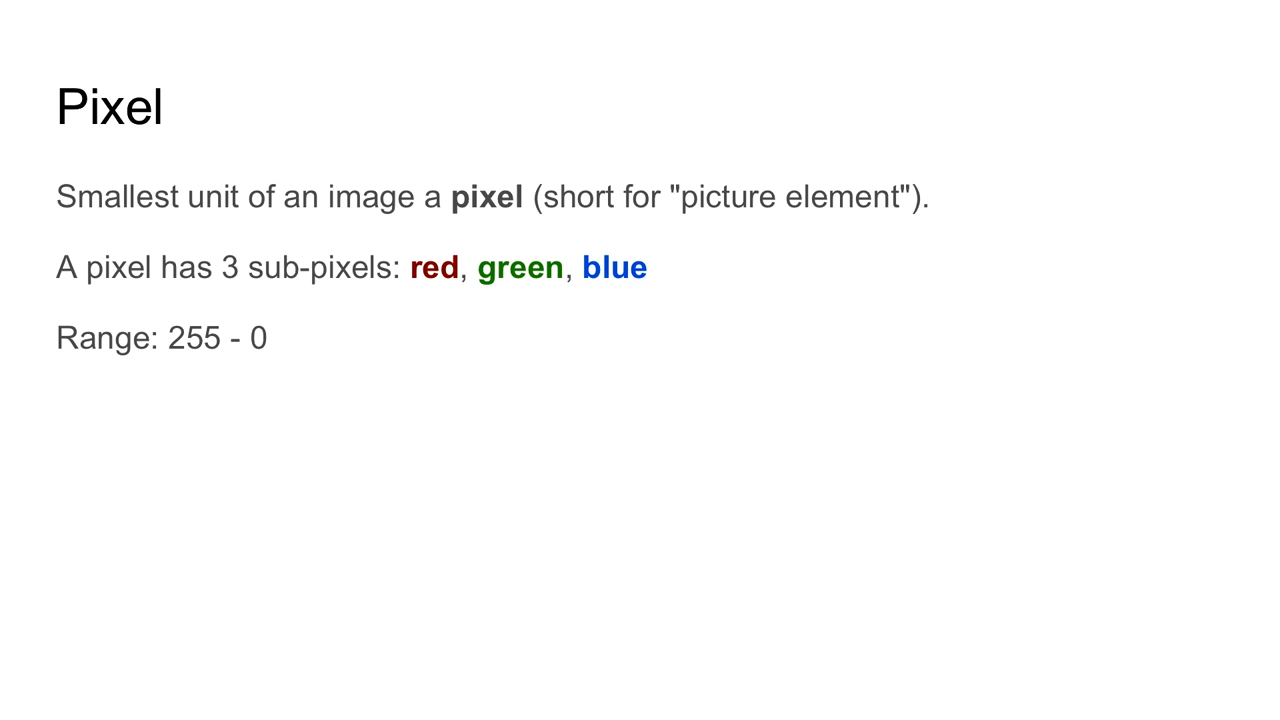 Pixel
Smallest unit of an image a pixel (short for "picture element").
A pixel has 3 sub-pixels: red, green, blue
Range: 255 - 0